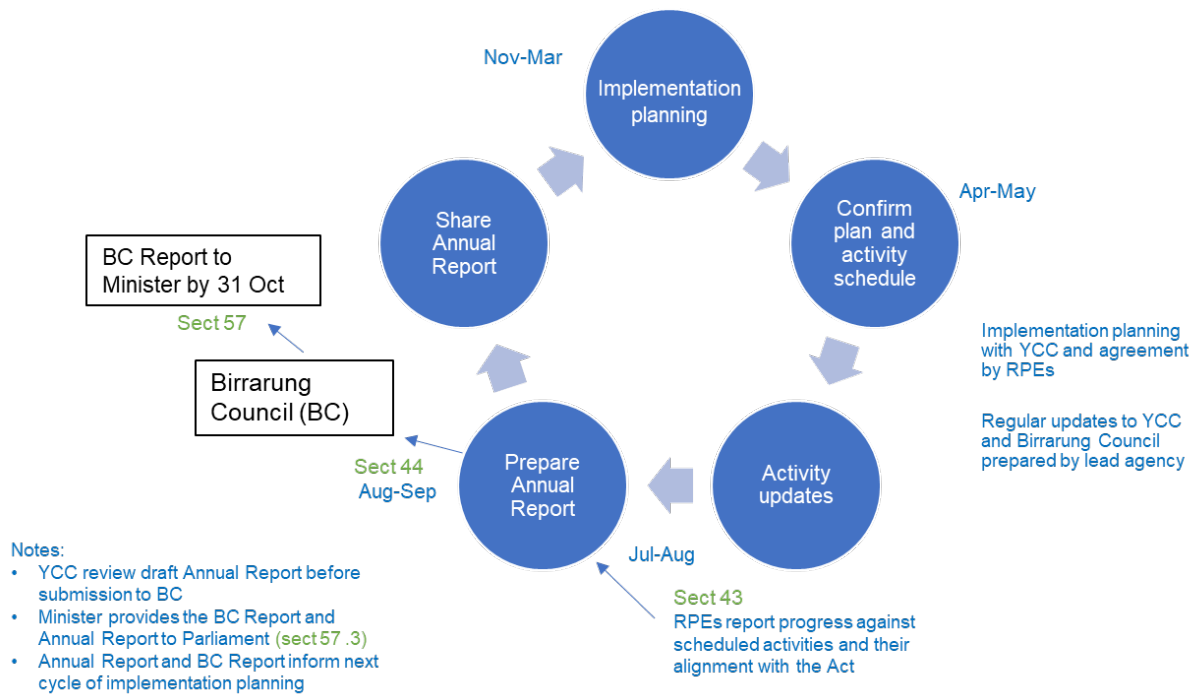 Nov-Mar
Implementation
planning
Apr-May
Confirm
plan and
activity
schedule
Share
Annual
Report
BC Report to
Minister by 31 Oct
Sect 57
Implementation planning
with YCC and agreement
by RPEs
Birrarung
Council (BC)
Regular updates to YCC
and Birrarung Council
prepared by lead agency
Sect 44
Aug-Sep
Prepare
Annual
Report
Activity
updates
Jul-Aug
Sect 43
RPEs report progress against
scheduled activities and their
alignment with the Act
Notes:
• YCC review draft Annual Report before
submission to BC
• Minister provides the BC Report and
Annual Report to Parliament (sect 57 .3)
• Annual Report and BC Report inform next
cycle of implementation planning